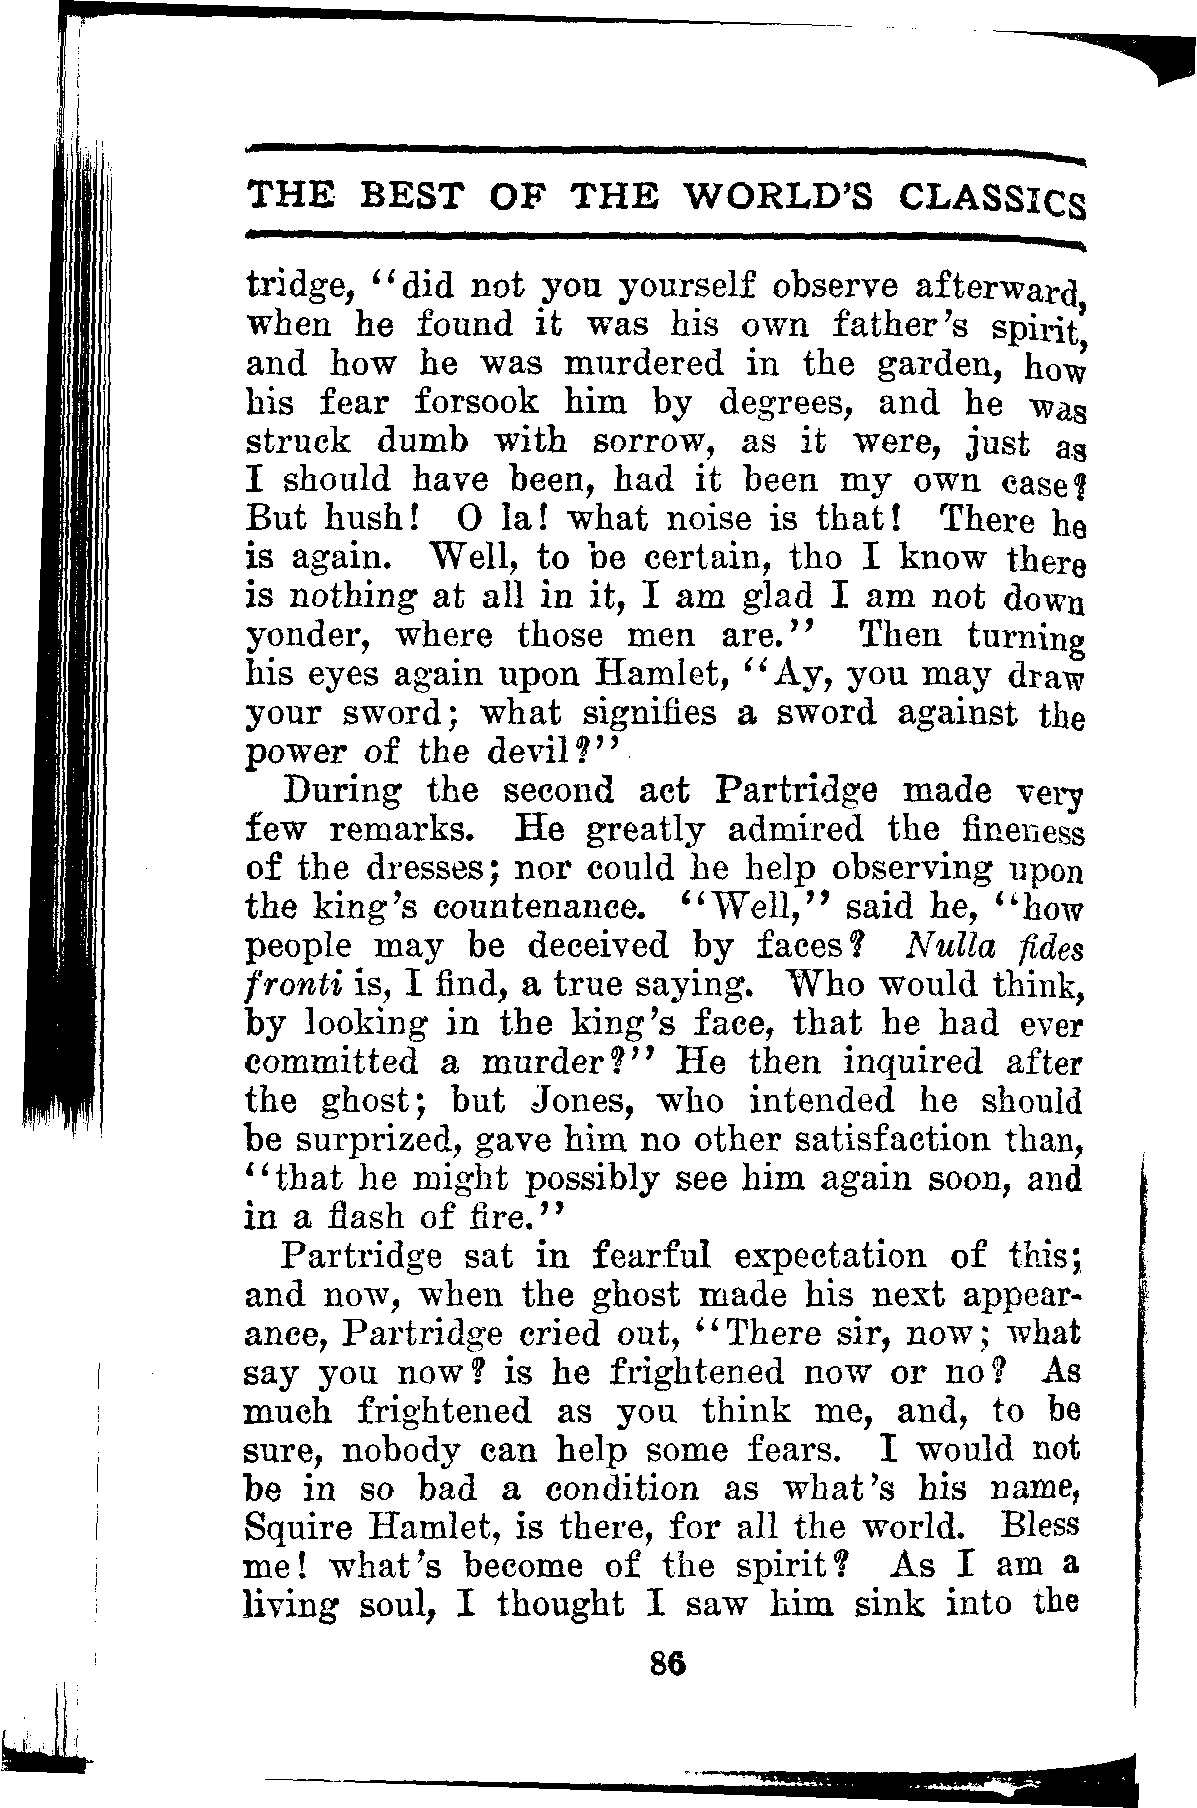 THE BEST OF THE WORLD'S CLASSICS
tridge, "did not you yourself observe afterward,
when he found it was his own father's spirit,
and how he was murdered in the garden, how
his fear forsook him by degrees, and he was
struck dumb with sorrow, as it were, just as
I should have been, had it been my own case?
But hush! O la! what noise is that! There he
is again. Well, to be certain, tho I know there
is nothing at all in it, I am glad I am not down
yonder, where those men are." Then turning
his eyes again upon Hamlet, "Ay, you may draw
your sword; what signifies a sword against the
power of the devil?"
During the second act Partridge made very
few remarks. He greatly admired the fineness
of the dresses; nor could he help observing upon
the king's countenance. "Well," said he, "how
people may be deceived by faces? Nulla fides
fronti is, I find, a true saying. Who would think,
by looking in the king's face, that he had ever
committed a murder?" He then inquired after
the ghost; but Jones, who intended he should
be surprized, gave him no other satisfaction than,
"that he might possibly see him again soon, and
in a flash of fire."
Partridge sat in fearful expectation of this;
and now, when the ghost made his next appear-
ance, Partridge cried out, "There sir, now; what
say you now? is he frightened now or no? As
much frightened as you think me, and, to be
sure, nobody can help some fears. I would not
be in so bad a condition as what's his name,
Squire Hamlet, is there, for all the world. Bless
me! what's become of the spirit? As I am a
living soul, I thought I saw him sink into the
86